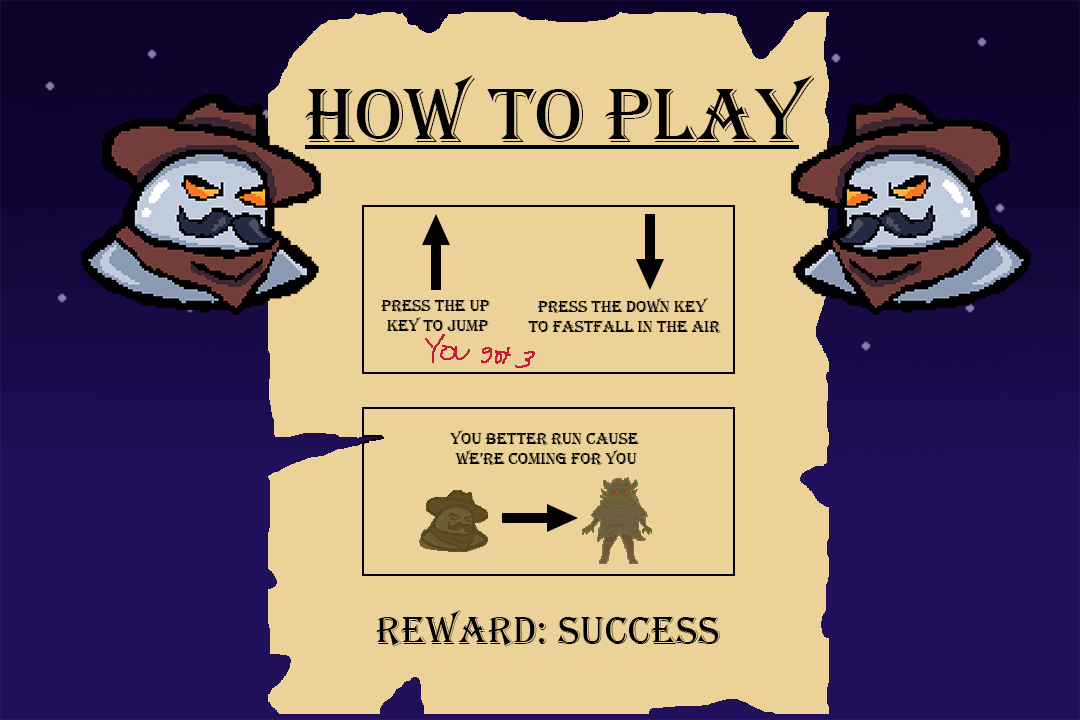 HOW TO PLAY
PRESS THE UP
KEY TO JUMP
PRESS THE DOWN KEY
TO FASTFALL IN THE AIR
You got 3
YOU BETTER RUN CAUSE
WE'RE COMING FOR YOU
REWARD: SUCCESS